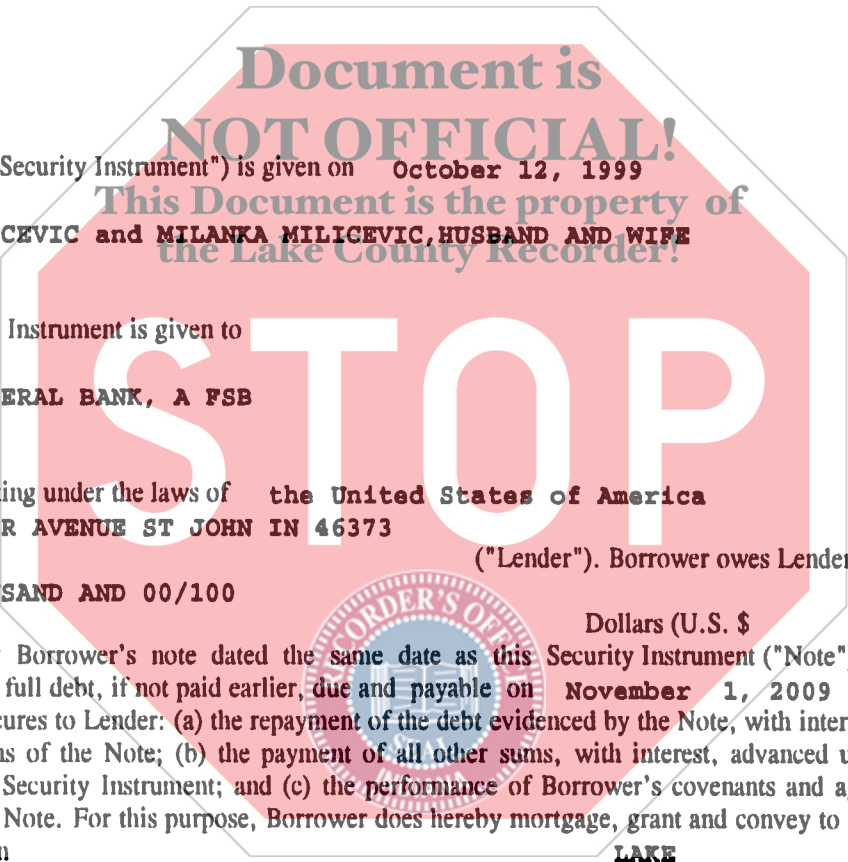 Document is
NOT OFFICIAL!
Security Instrument") is given on October 12, 1999
This Document is the property of
CEVIC and MILANKA MILICEVIC,HUSBAND AND WIFE
the Lake County Recorder!
Instrument is given to
ERAL BANK, A FSB
STOP
ing under the laws of the United States of America
R AVENUE ST JOHN IN 46373
("Lender"). Borrower owes Lender
SAND AND 00/100
RECORDER'S OFFICE
Dollars (U.S. $
Borrower's note dated the same date as this Security Instrument ("Note"
full debt, if not paid earlier, due and payable on November 1, 2009
cures to Lender: (a) the repayment of the debt evidenced by the Note, with inter
ns of the Note; (b) the payment of all other sums, with interest, advanced u
SEAL
Security Instrument; and (c) the performance of Borrower's covenants and a
INDIANA
Note. For this purpose, Borrower does hereby mortgage, grant and convey to
LAKE